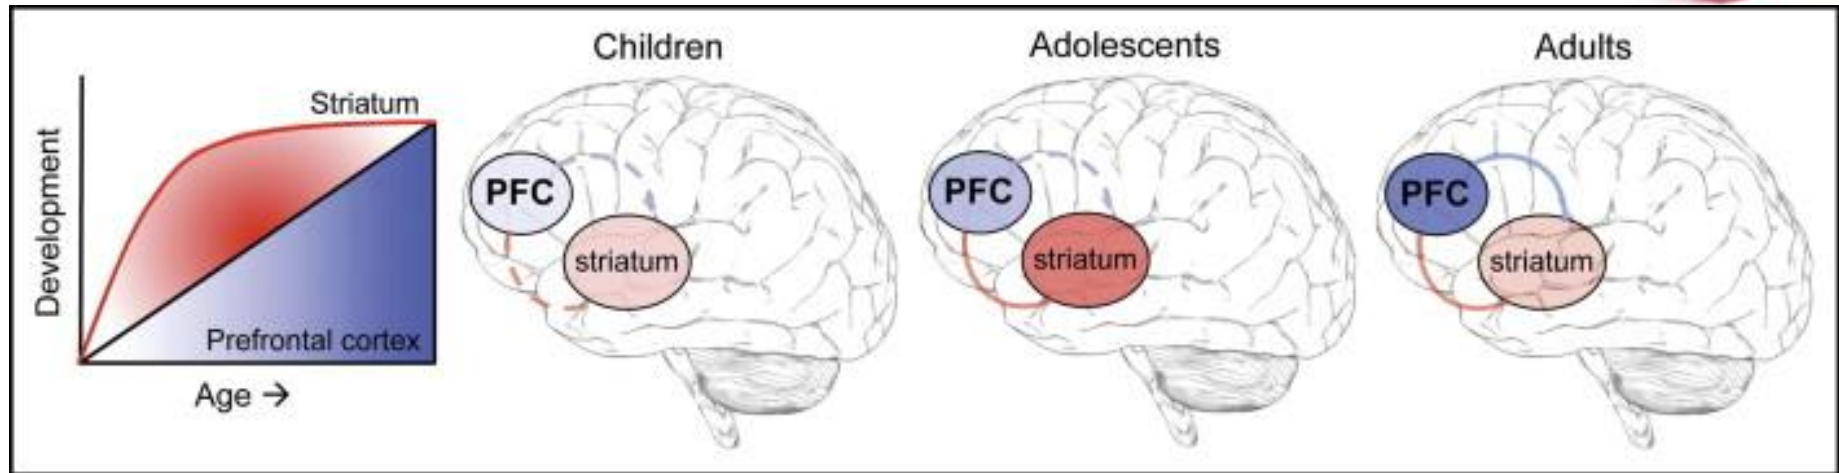 Development
Striatum
Prefrontal cortex
Age →
Children
PFC
striatum
Adolescents
PFC
striatum
Adults
PFC
striatum